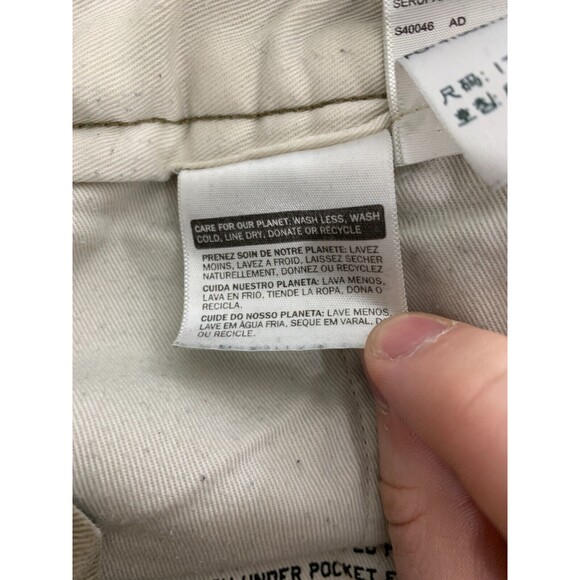 S40046 AD
尺码:
호칭:
CARE FOR OUR PLANET: WASH LESS, WASH
COLD, LINE DRY, DONATE OR RECYCLE
PRENEZ SOIN DE NOTRE PLANETE: LAVEZ
MOINS, LAVEZ A FROID, LAISSEZ SECHER
NATURELLEMENT, DONNEZ OU RECYCLEZ
CUIDA NUESTRO PLANETA: LAVA MENOS,
LAVA EN FRIO, TIENDE LA ROPA, DONA O
RECICLA.
CUIDE DO NOSSO PLANETA: LAVE MENOS,
LAVE EM ÁGUA FRIA, SEQUE EM VARAL, D
OU RECICLE.
UNDER POCKET